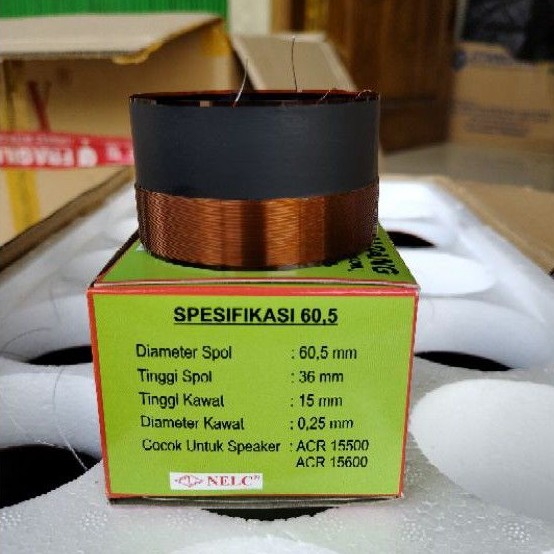 FRAGILE
SPESIFIKASI 60,5
Diameter Spol : 60,5 mm
Tinggi Spol : 36 mm
Tinggi Kawat : 15 mm
Diameter Kawat : 0,25 mm
Cocok Untuk Speaker : ACR 15500
ACR 15600
NELC